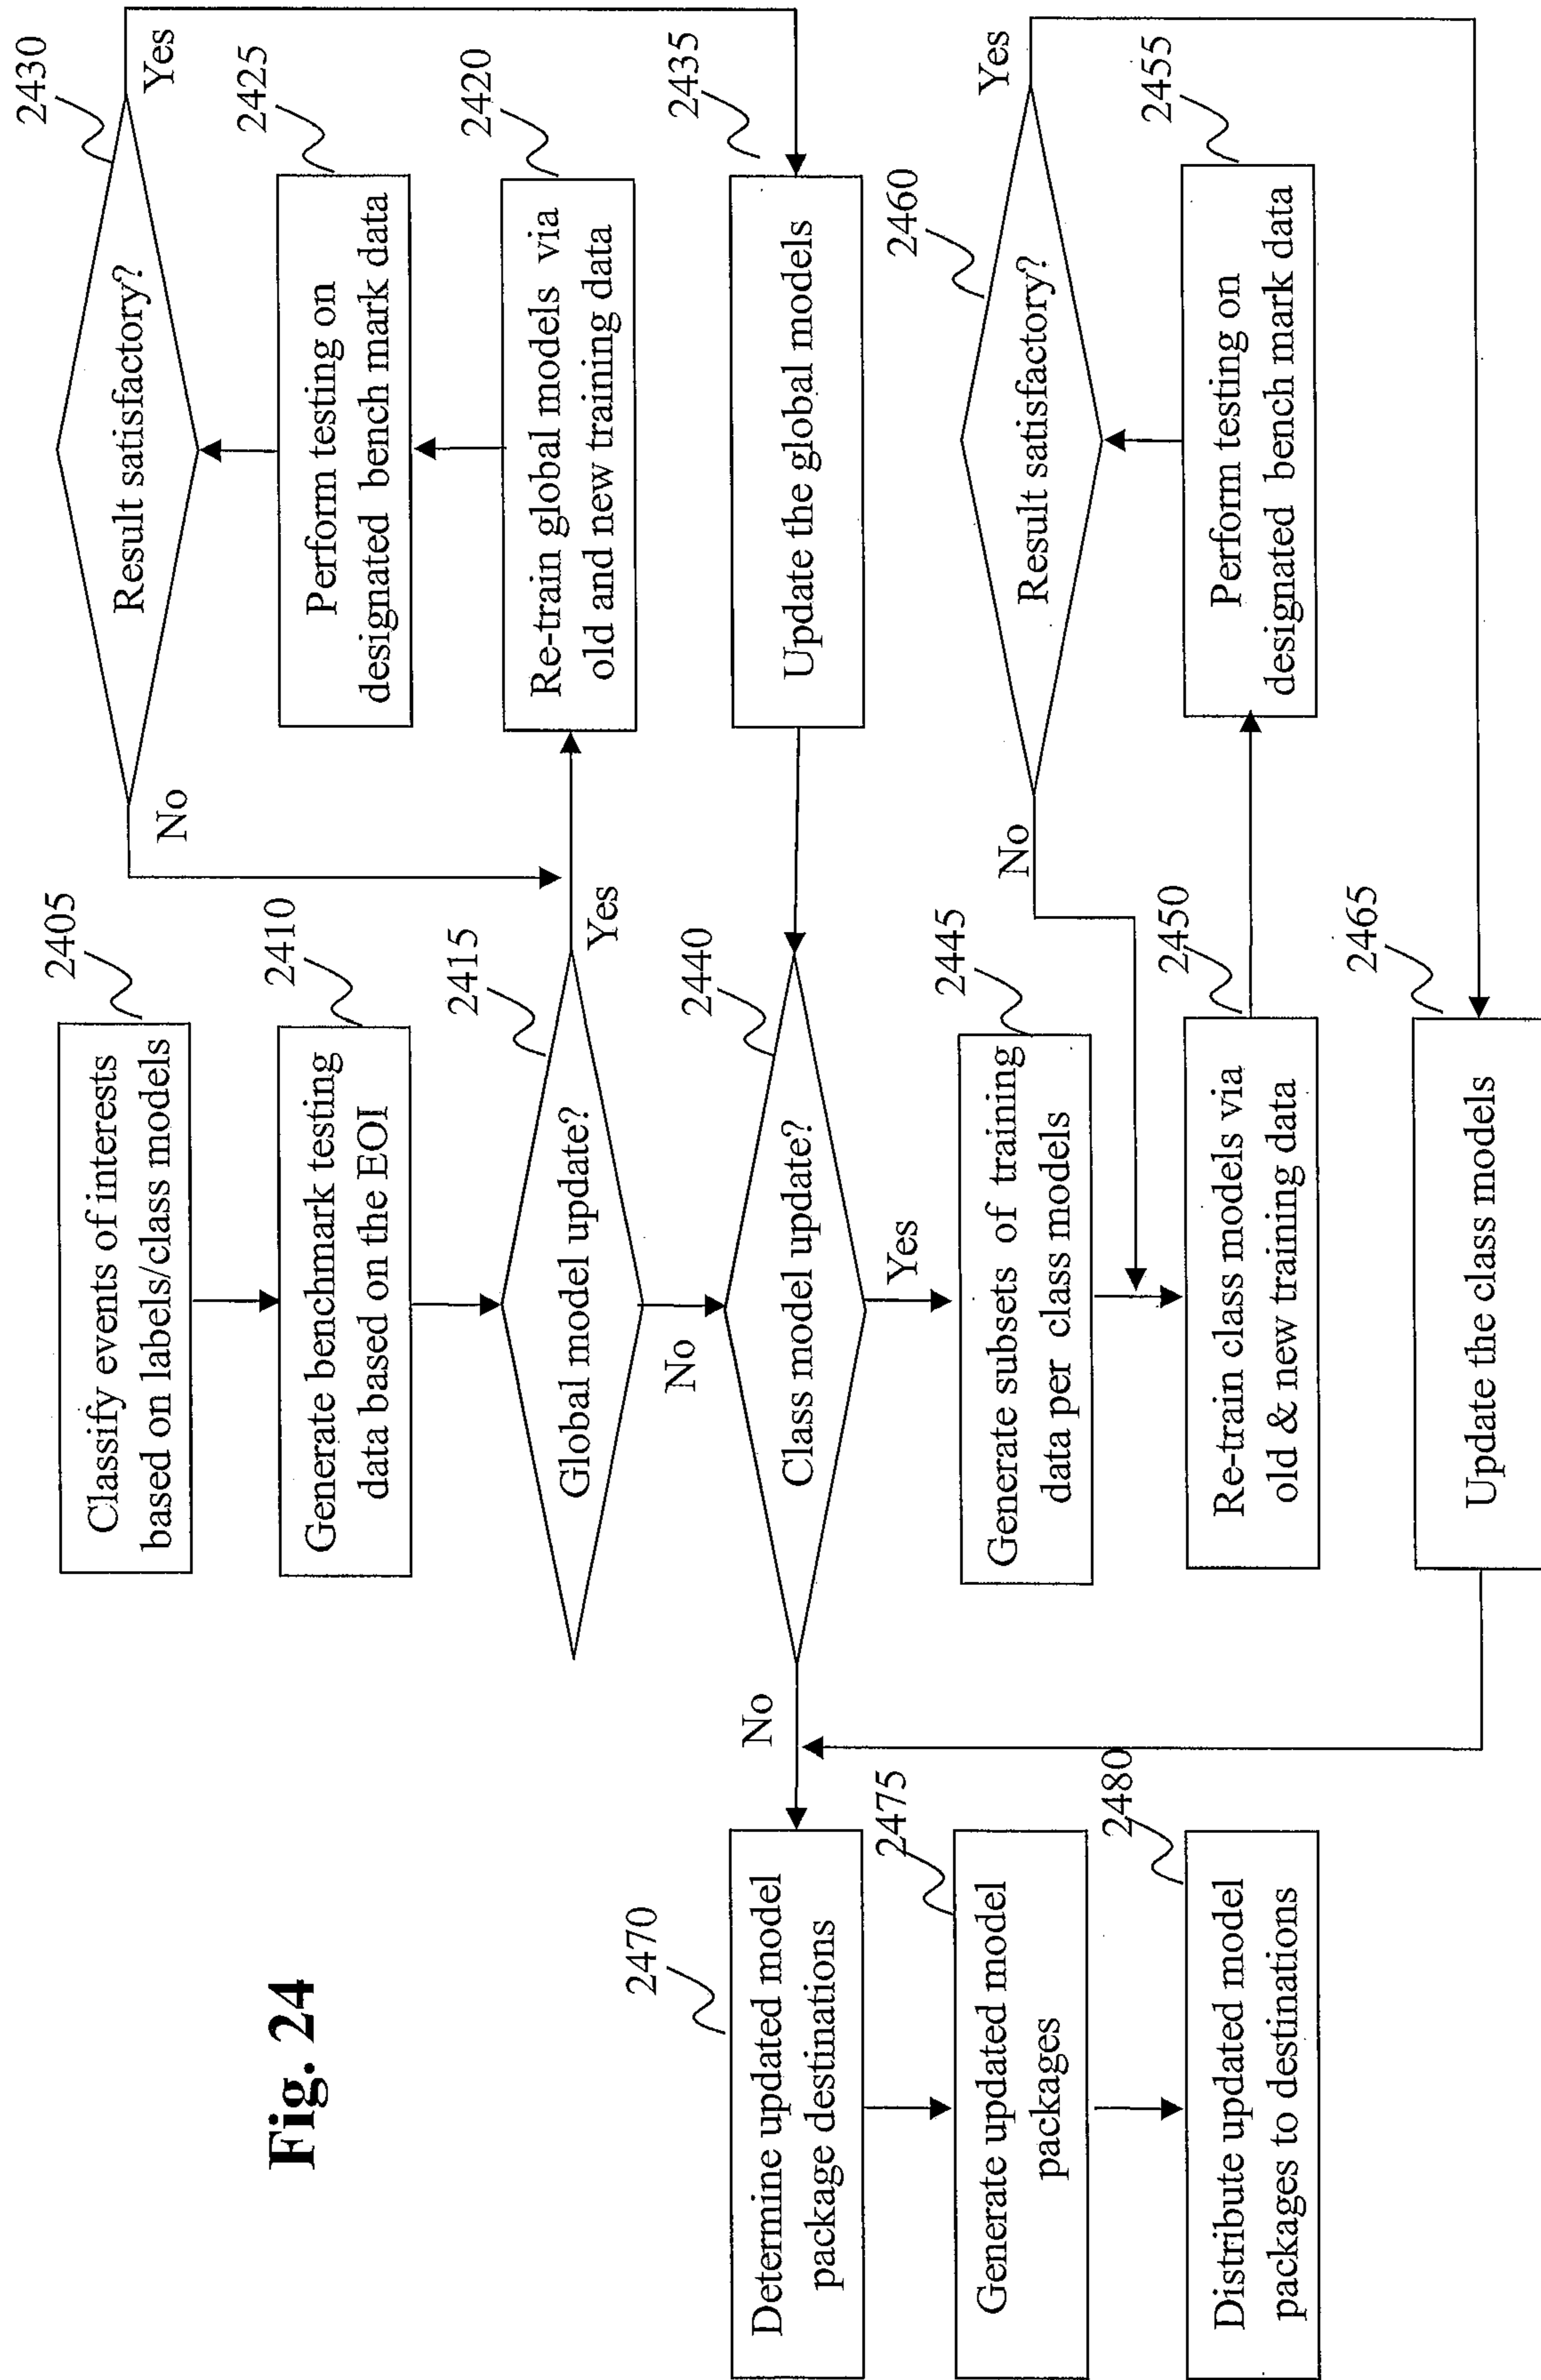 Fig. 24
2405
Classify events of interests
based on labels/class models
2410
Generate benchmark testing
data based on the EOI
2415
Global model update?
Yes
No
2420
Re-train global models via
old and new training data
2425
Perform testing on
designated bench mark data
2430
Result satisfactory?
Yes
No
2435
Update the global models
2440
Class model update?
Yes
No
2445
Generate subsets of training
data per class models
2450
Re-train class models via
old & new training data
2455
Perform testing on
designated bench mark data
2460
Result satisfactory?
Yes
No
2465
Update the class models
2470
Determine updated model
package destinations
2475
Generate updated model
packages
2480
Distribute updated model
packages to destinations